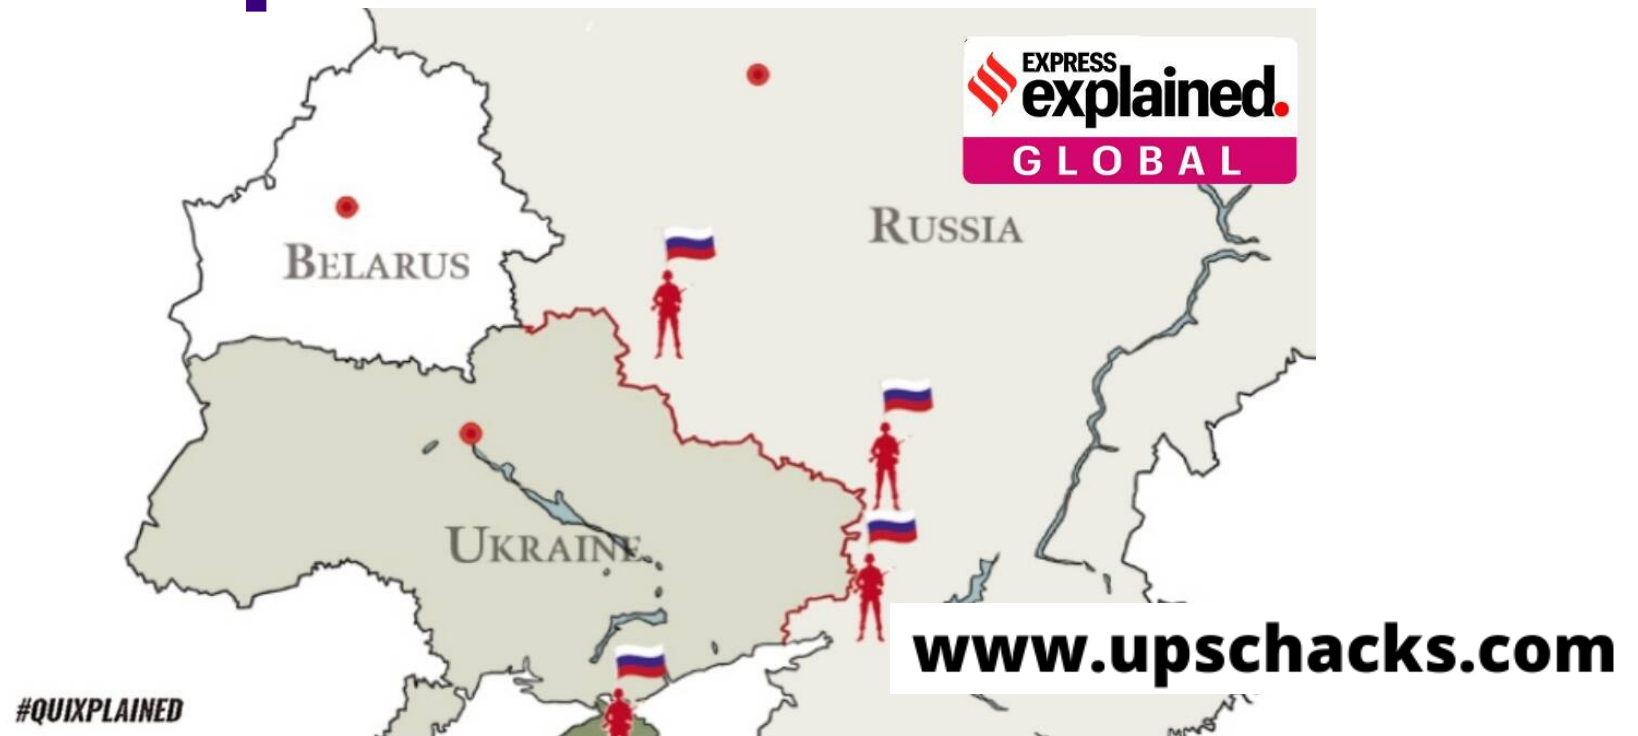 EXPRESS
explained.
GLOBAL
RUSSIA
BELARUS
UKRAINE
www.upschacks.com
#QUIXPLAINED